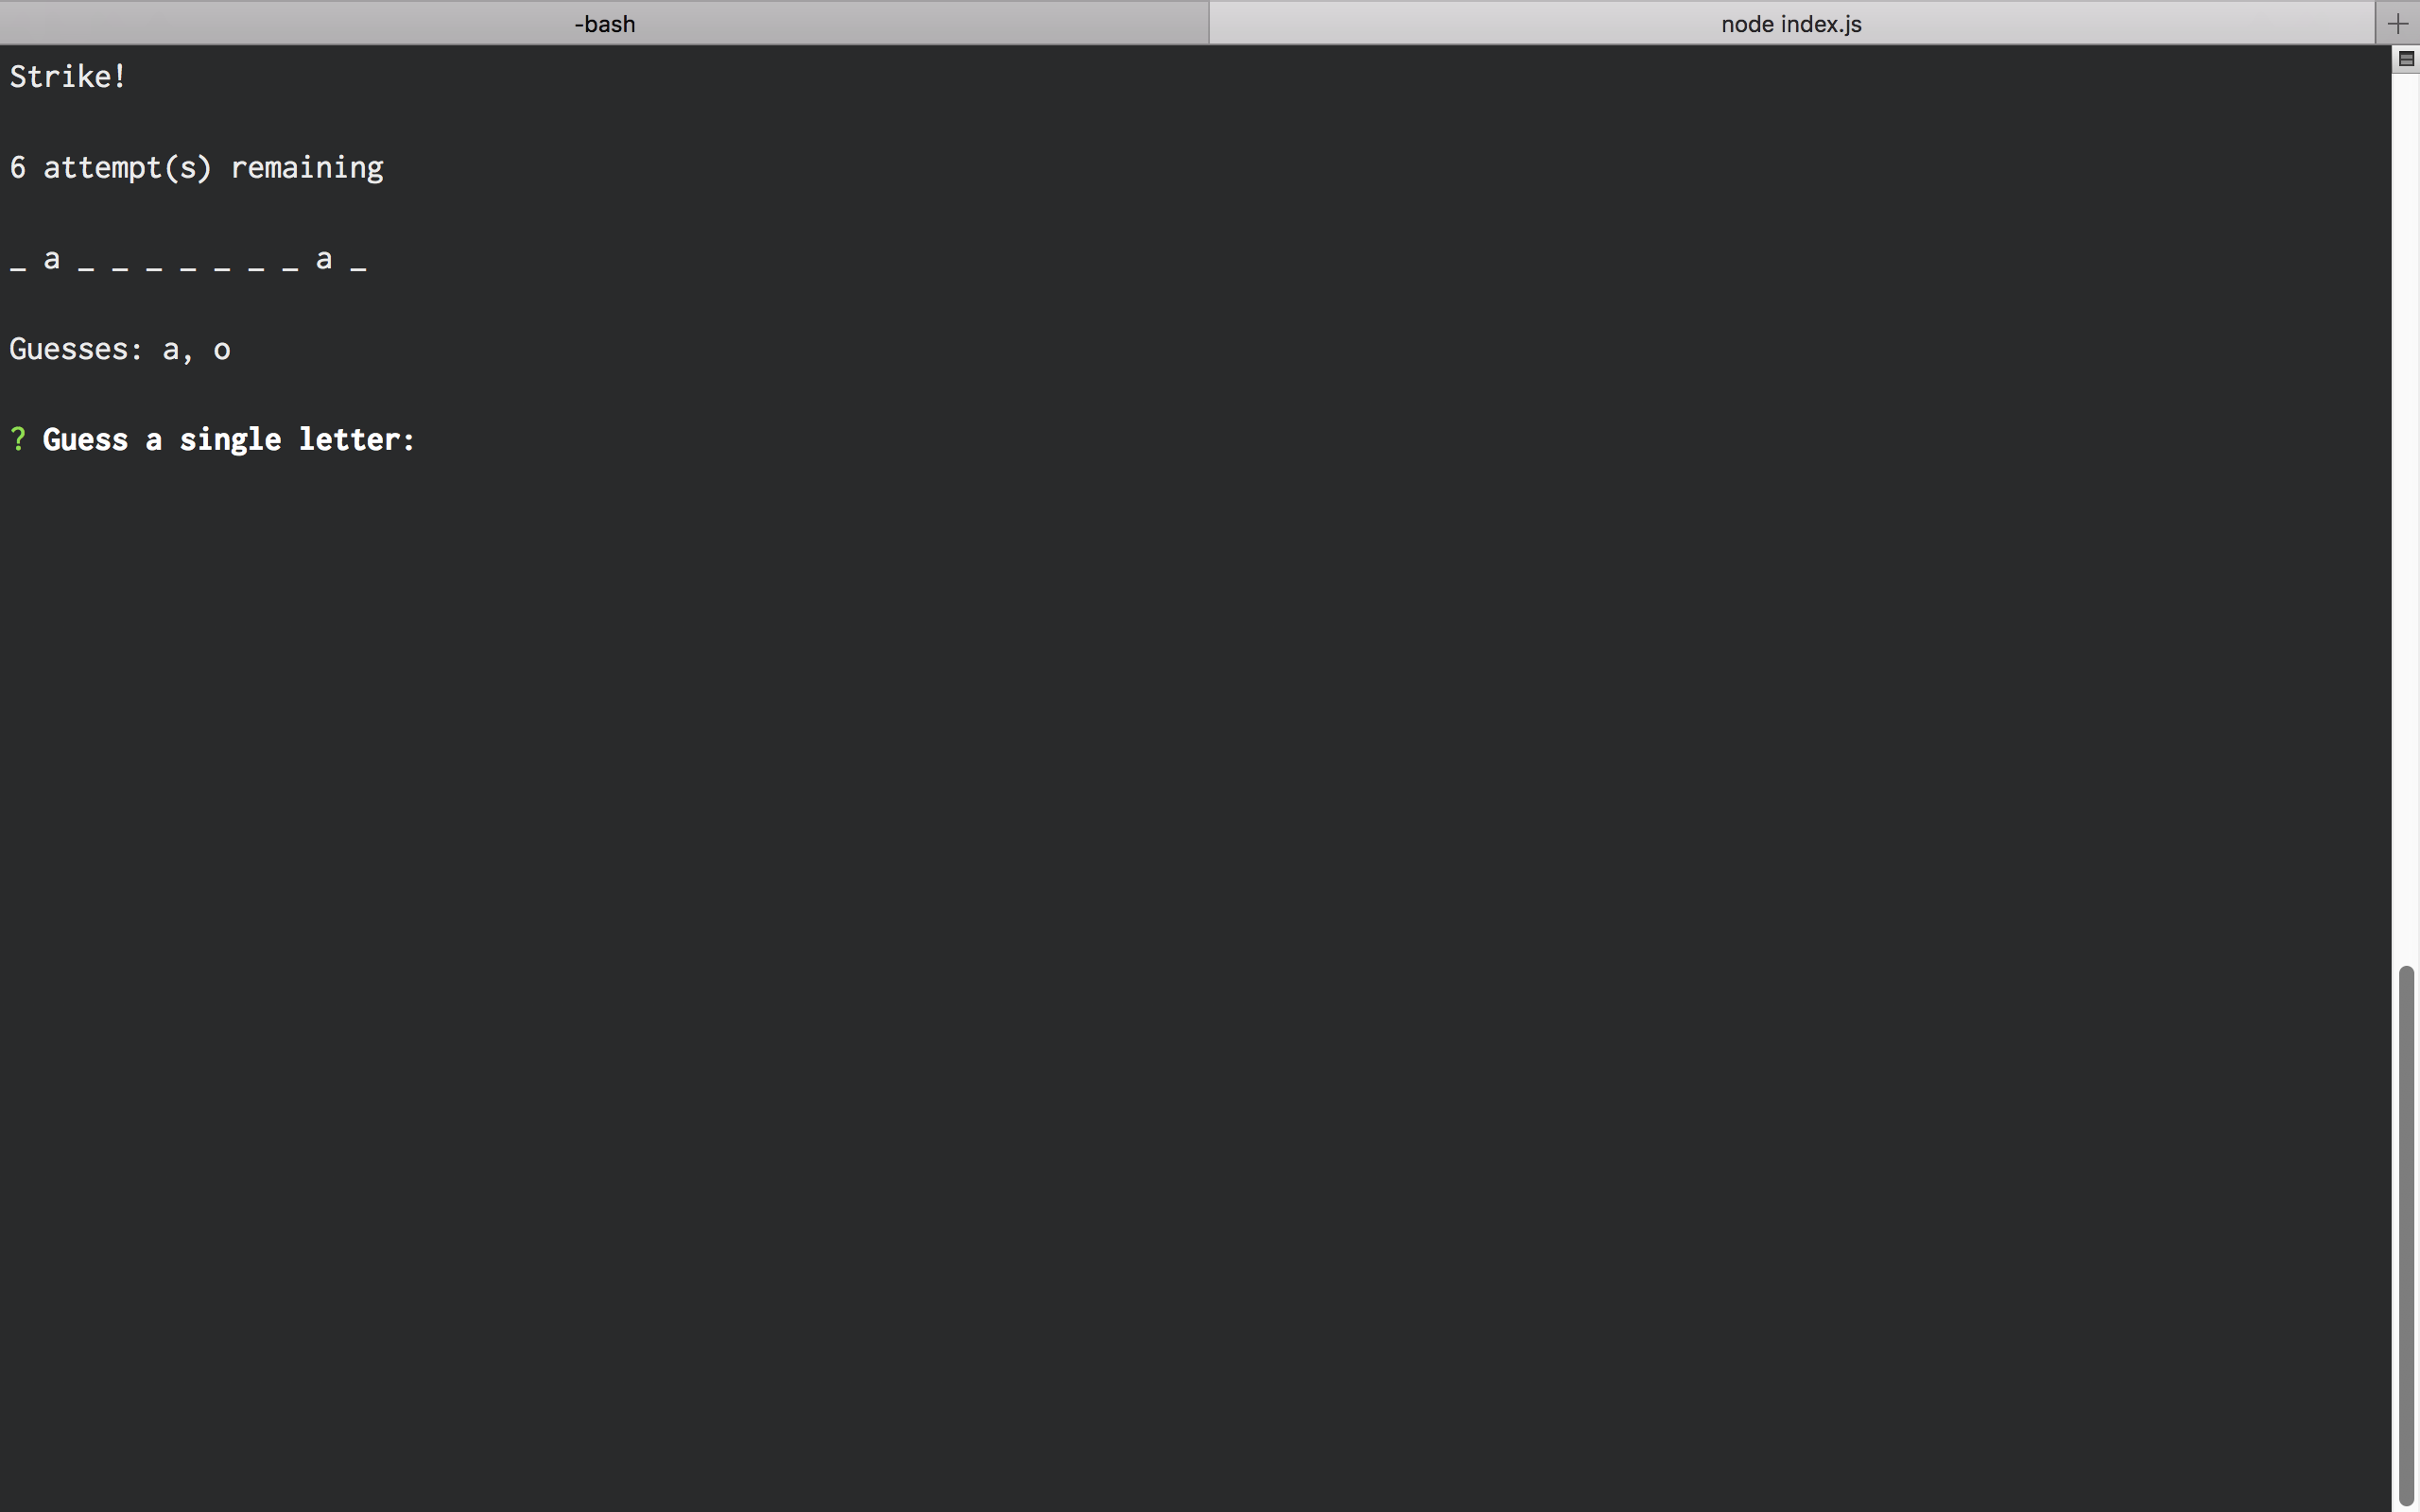 -bash
node index.js
Strike!
6 attempt(s) remaining
_ a _ _ _ _ _ _ _ a _
Guesses: a, o
? Guess a single letter: